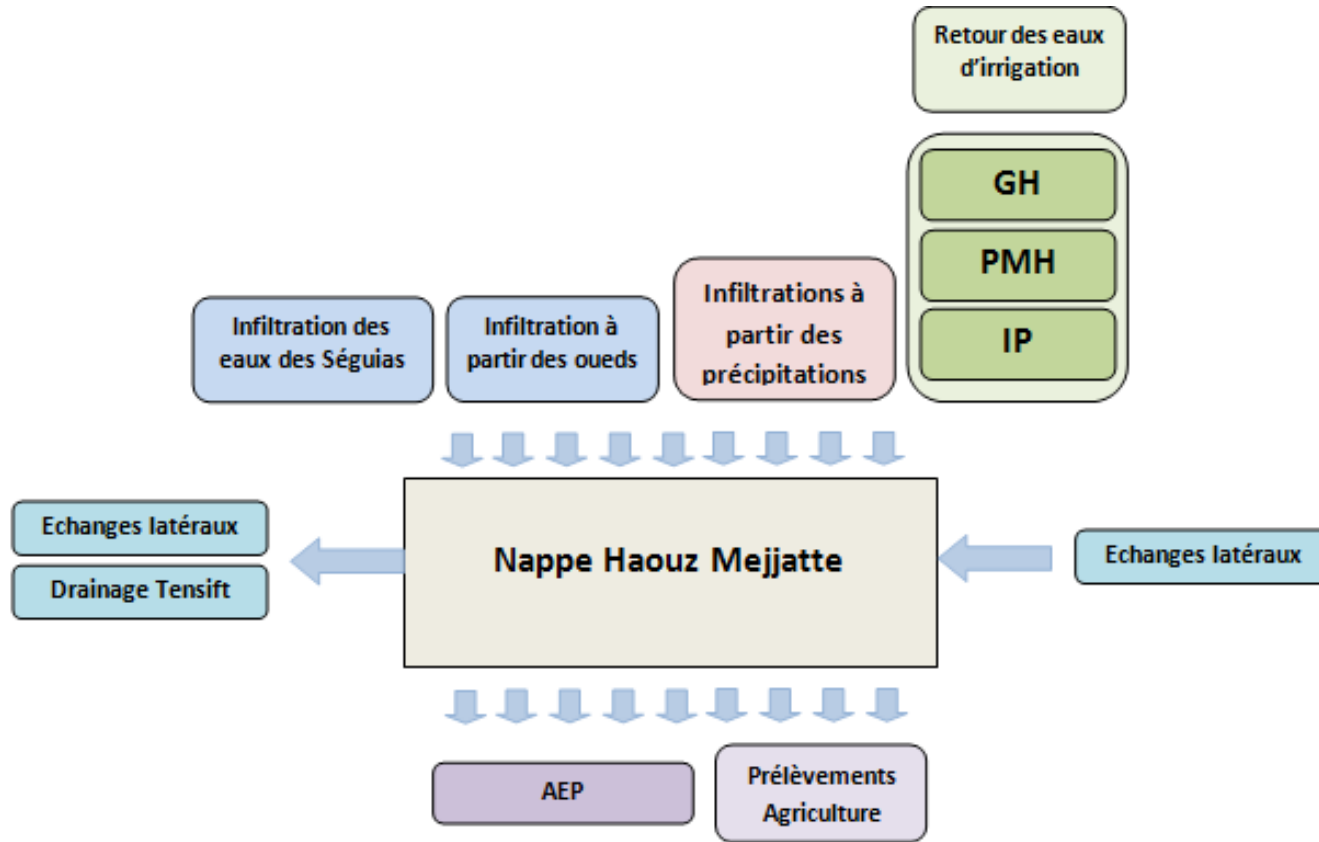 Retour des eaux
d'irrigation
GH
PMH
IP
Infiltration des
eaux des Séguias
Infiltration à
partir des oueds
Infiltrations à
partir des
précipitations
Echanges latéraux
Drainage Tensift
Nappe Haouz Mejjatte
Echanges latéraux
AEP
Prélèvements
Agriculture